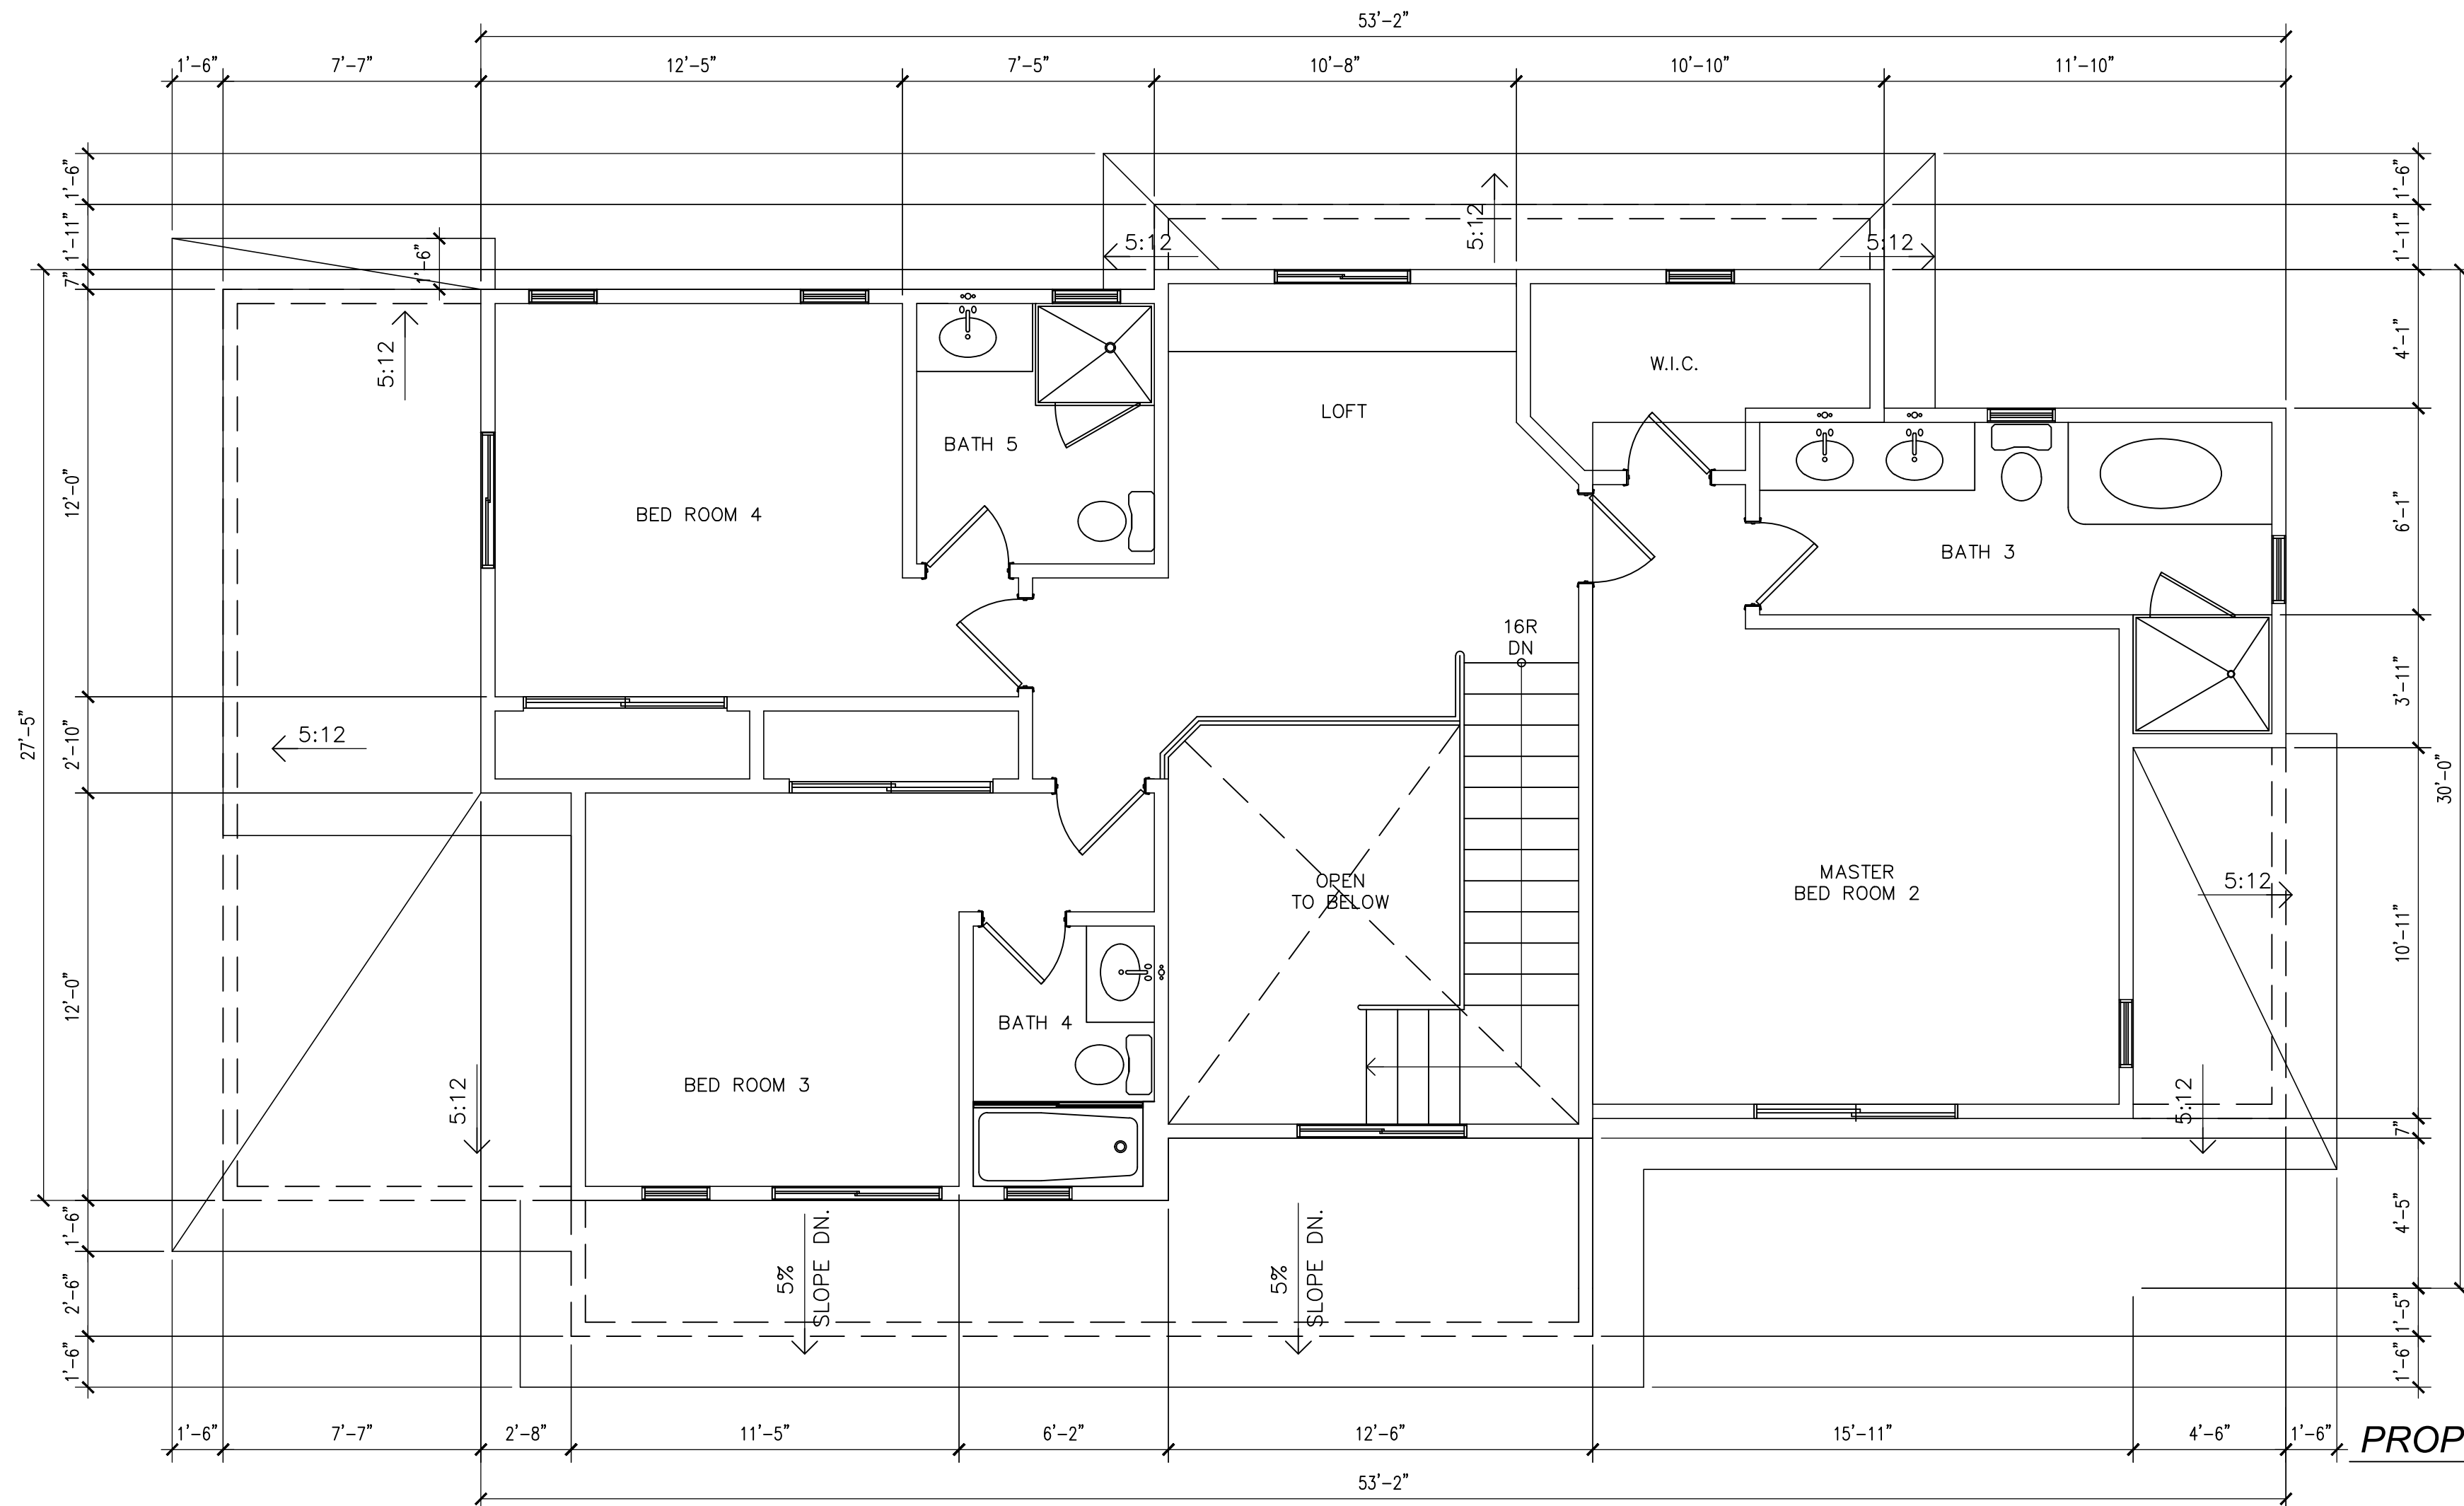 53'-2"
1'-6" 7'-7" 12'-5" 7'-5" 10'-8" 10'-10" 11'-10"
1'-6"
1'-6"
5:12
1'-11"
1'-11"
5:12
5:12
1'-6"
7"
4'-1"
5:12
W.I.C.
LOFT
BATH 5
12'-0"
BED ROOM 4
6'-1"
BATH 3
16R
DN
3'-11"
27'-5"
2'-10"
5:12
30'-0"
OPEN
TO BELOW
MASTER
BED ROOM 2
5:12
10'-11"
12'-0"
BATH 4
BED ROOM 3
5:12
5:12
7"
1'-6"
4'-5"
5%
SLOPE DN.
5%
SLOPE DN.
2'-6"
1'-5"
1'-6"
1'-6"
1'-6" 7'-7" 2'-8" 11'-5" 6'-2" 12'-6" 15'-11" 4'-6" 1'-6"
PROP
53'-2"